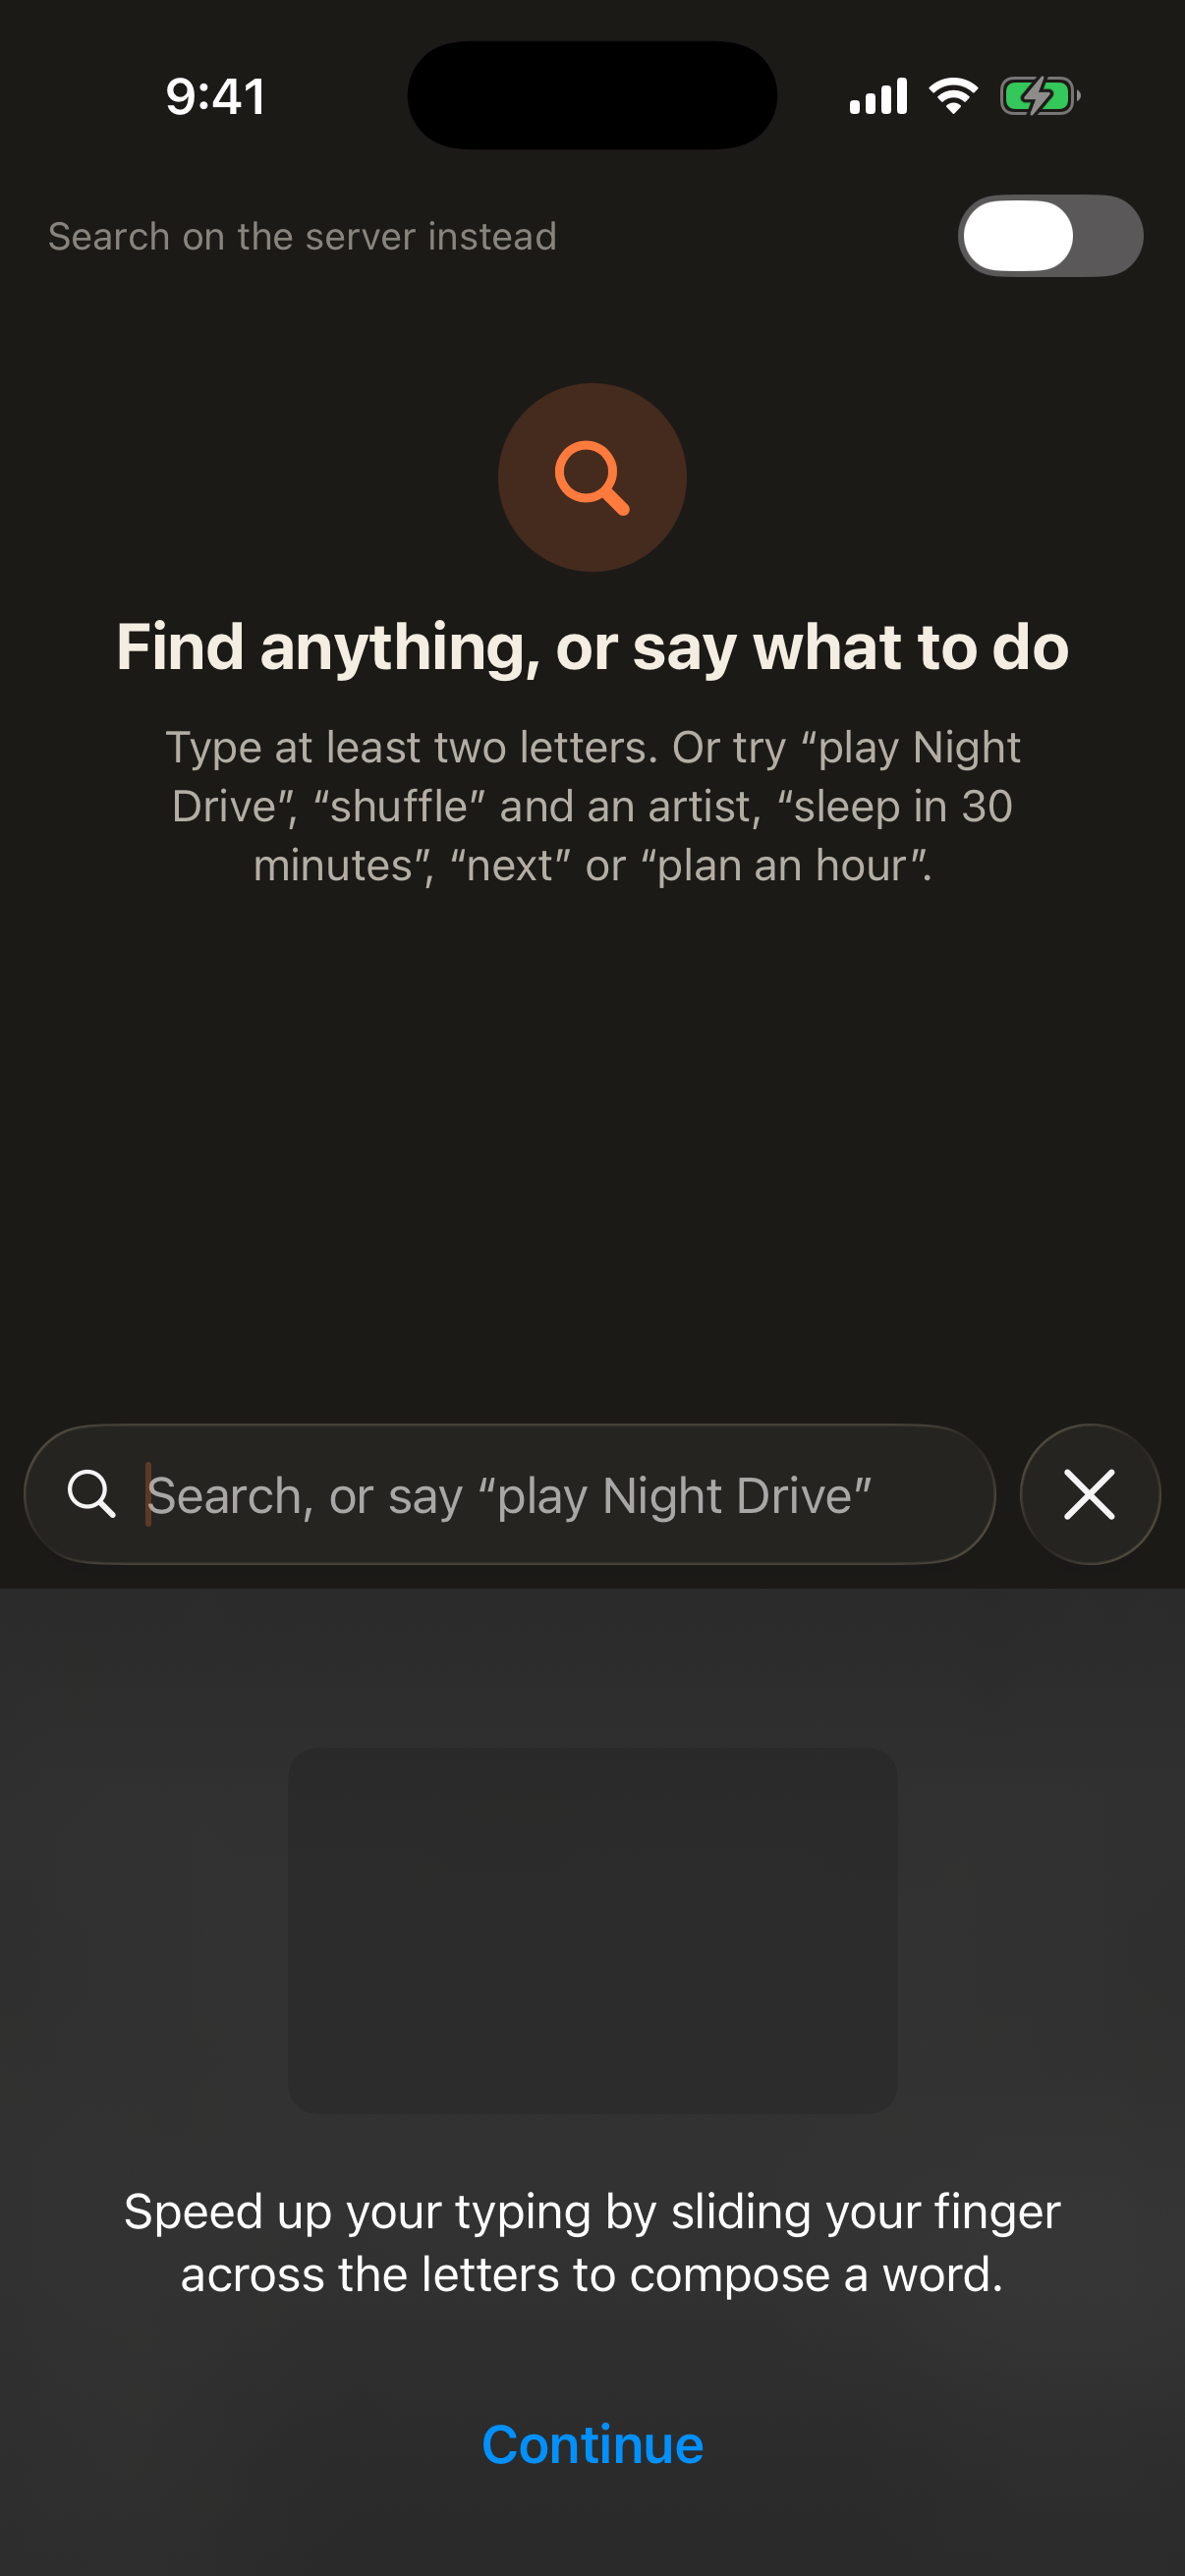 9:41
Search on the server instead
Find anything, or say what to do
Type at least two letters. Or try “play Night
Drive”, “shuffle” and an artist, “sleep in 30
minutes”, “next” or “plan an hour”.
Search, or say “play Night Drive”
Speed up your typing by sliding your finger
across the letters to compose a word.
Continue